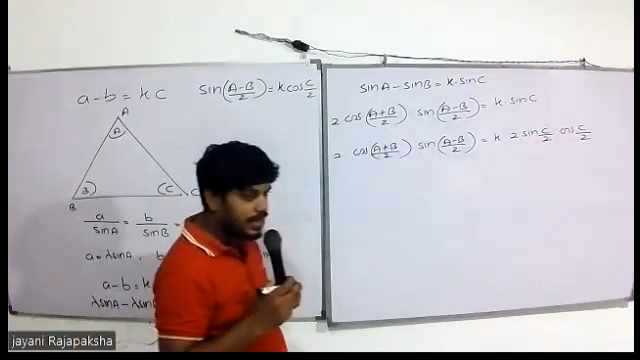 a-b = kc
sin(A-B/2) = k cos C/2
A
A
B
C
B
C
a/sinA = b/sinB =
a = λsinA, b
a-b = k
λsinA - λsin
sinA - sinB = k·sinC
2 cos(A+B/2) sin(A-B/2) = k·sinC
2 cos(A+B/2) sin(A-B/2) = k 2 sin C/2 cos C/2
jayani Rajapaksha